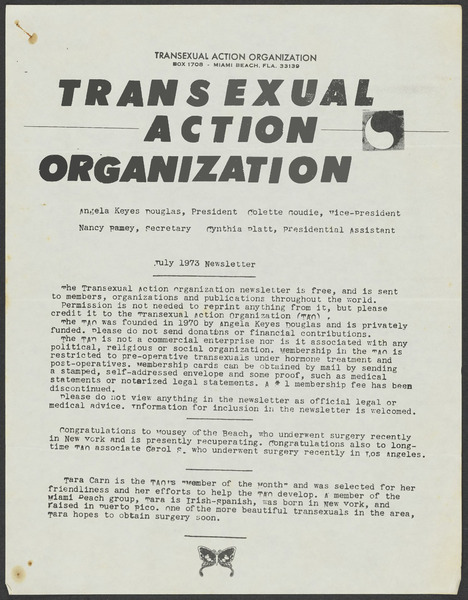 TRANSEXUAL ACTION ORGANIZATION
BOX 1708 - MIAMI BEACH, FLA. 33139
TRANSEXUAL
ACTION
ORGANIZATION
Angela Keyes Douglas, President Colette Goudie, Vice-President
Nancy Ramey, Secretary Cynthia Platt, Presidential Assistant
July 1973 Newsletter
The Transexual Action Organization newsletter is free, and is sent
to members, organizations and publications throughout the world.
Permission is not needed to reprint anything from it, but please
credit it to the Transexual Action Organization (TAO).
The TAO was founded in 1970 by Angela Keyes Douglas and is privately
funded. Please do not send donations or financial contributions.
The TAO is not a commercial enterprise nor is it associated with any
political, religious or social organization. Membership in the TAO is
restricted to pre-operative transexuals under hormone treatment and
post-operatives. Membership cards can be obtained by mail by sending
a stamped, self-addressed envelope and some proof, such as medical
statements or notarized legal statements. A $ 1 membership fee has been
discontinued.
Please do not view anything in the newsletter as official legal or
medical advice. Information for inclusion in the newsletter is welcomed.
Congratulations to Mousey of the Beach, who underwent surgery recently
in New York and is presently recuperating. Congratulations also to long-
time TAO associate Carol S. who underwent surgery recently in Los Angeles.
Tara Carn is the TAO's "Member of the Month" and was selected for her
friendliness and her efforts to help the TAO develop. A member of the
Miami Beach group, Tara is Irish-Spanish, was born in New York, and
raised in Puerto Rico. One of the more beautiful transexuals in the area,
Tara hopes to obtain surgery soon.